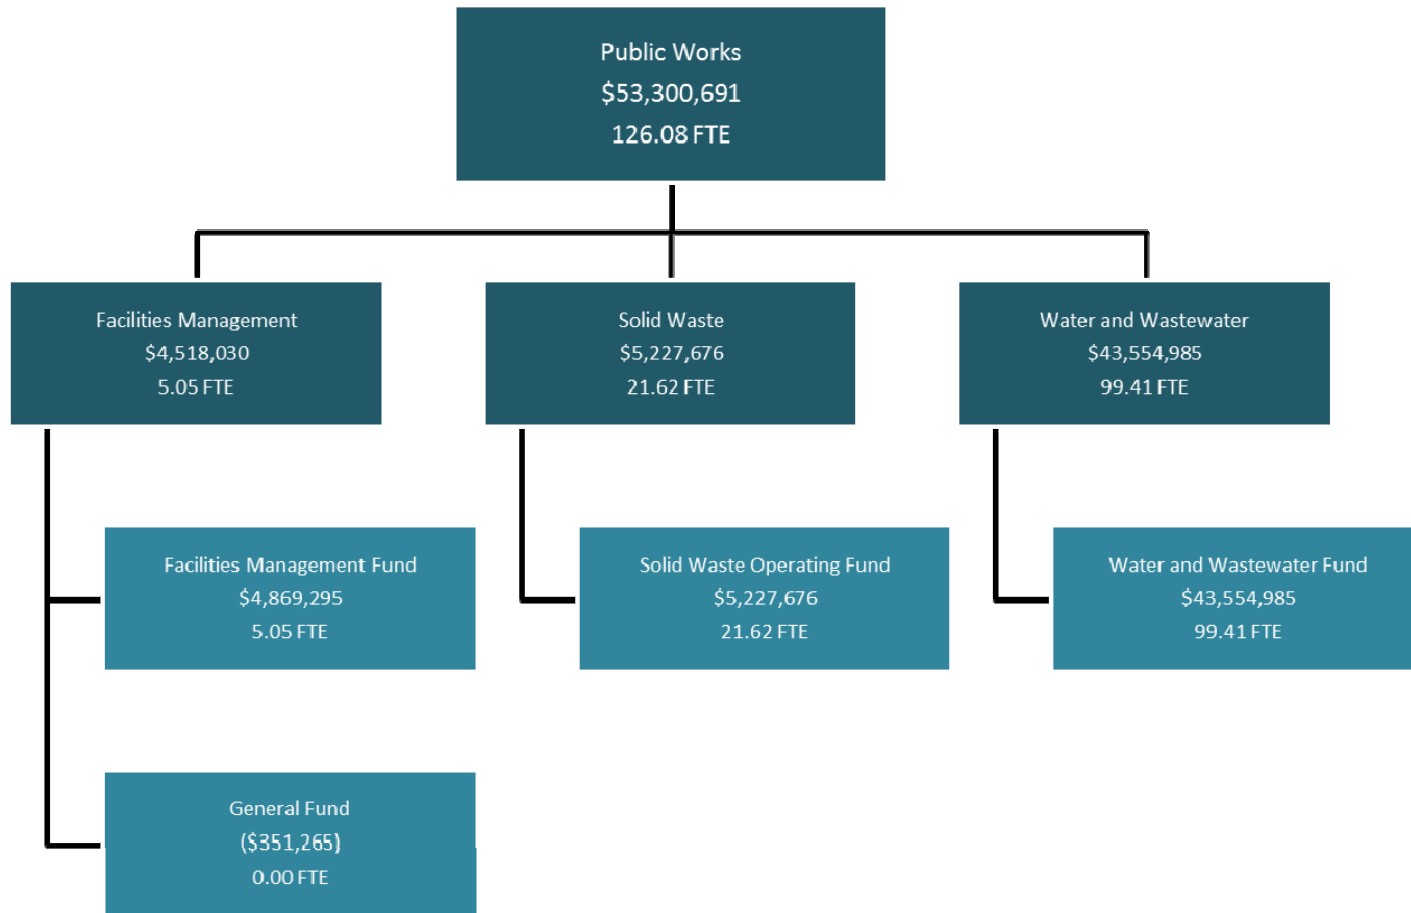 Public Works
$53,300,691
126.08 FTE
Facilities Management
$4,518,030
5.05 FTE
Solid Waste
$5,227,676
21.62 FTE
Water and Wastewater
$43,554,985
99.41 FTE
Facilities Management Fund
$4,869,295
5.05 FTE
Solid Waste Operating Fund
$5,227,676
21.62 FTE
Water and Wastewater Fund
$43,554,985
99.41 FTE
General Fund
($351,265)
0.00 FTE